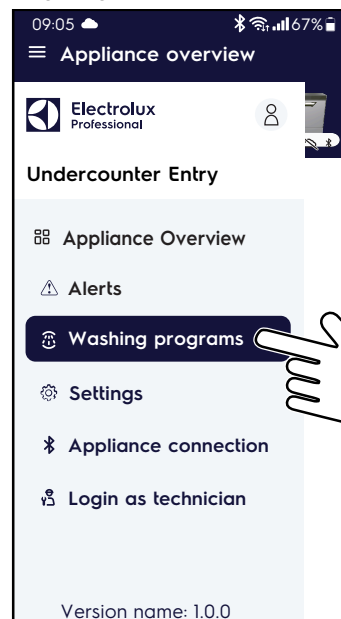 09:05 67%
Appliance overview
Electrolux
Professional
Undercounter Entry
Appliance Overview
Alerts
Washing programs
Settings
Appliance connection
Login as technician
Version name: 1.0.0